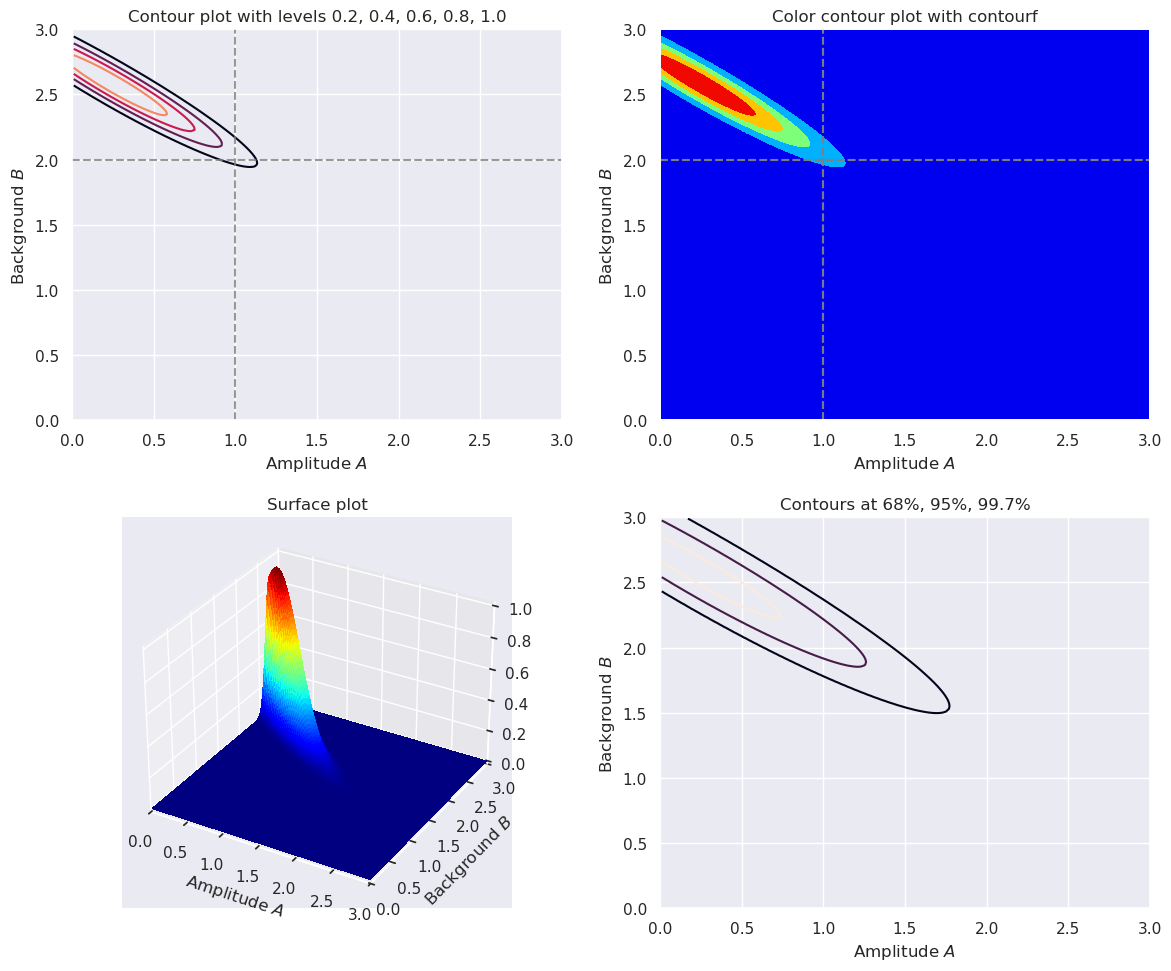 Contour plot with levels 0.2, 0.4, 0.6, 0.8, 1.0
3.0
2.5
2.0
1.5
1.0
0.5
0.0
Background B
0.0 0.5 1.0 1.5 2.0 2.5 3.0
Amplitude A
Color contour plot with contourf
3.0
2.5
2.0
1.5
1.0
0.5
0.0
Background B
0.0 0.5 1.0 1.5 2.0 2.5 3.0
Amplitude A
Surface plot
1.0
0.8
0.6
0.4
0.2
0.0
3.0
2.5
2.0
1.5
1.0
0.5
0.0
Background B
0.0 0.5 1.0 1.5 2.0 2.5 3.0
Amplitude A
Contours at 68%, 95%, 99.7%
3.0
2.5
2.0
1.5
1.0
0.5
0.0
Background B
0.0 0.5 1.0 1.5 2.0 2.5 3.0
Amplitude A